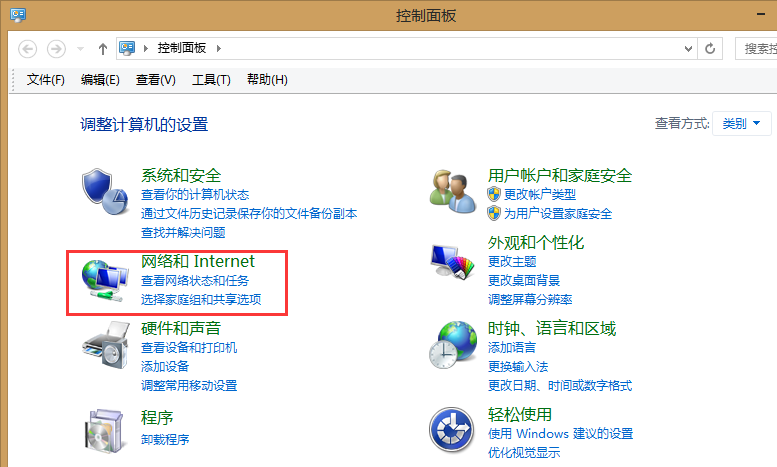 控制面板
控制面板
搜索控
文件(F) 编辑(E) 查看(V) 工具(T) 帮助(H)
调整计算机的设置
查看方式: 类别
系统和安全
查看你的计算机状态
通过文件历史记录保存你的文件备份副本
查找并解决问题
网络和 Internet
查看网络状态和任务
选择家庭组和共享选项
硬件和声音
查看设备和打印机
添加设备
调整常用移动设置
程序
卸载程序
用户帐户和家庭安全
更改帐户类型
为用户设置家庭安全
外观和个性化
更改主题
更改桌面背景
调整屏幕分辨率
时钟、语言和区域
添加语言
更换输入法
更改日期、时间或数字格式
轻松使用
使用 Windows 建议的设置
优化视觉显示